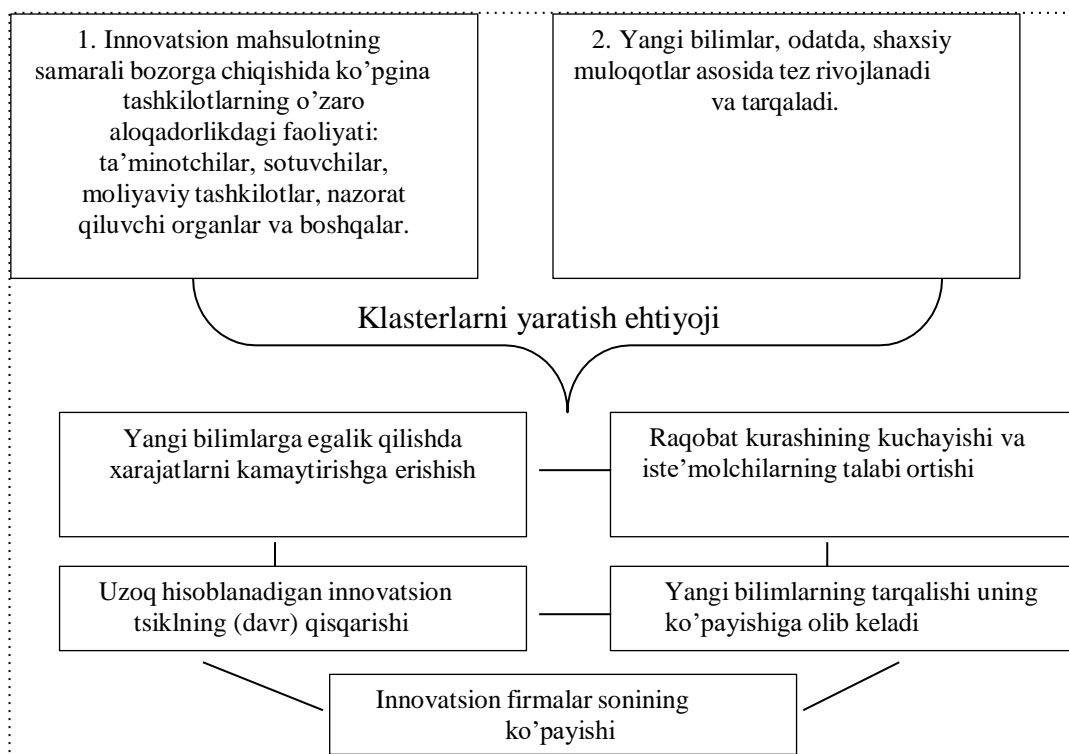 1. Innovatsion mahsulotning
samarali bozorga chiqishida ko’pgina
tashkilotlarning o’zaro
aloqadorlikdagi faoliyati:
ta’minotchilar, sotuvchilar,
moliyaviy tashkilotlar, nazorat
qiluvchi organlar va boshqalar.
2. Yangi bilimlar, odatda, shaxsiy
muloqotlar asosida tez rivojlanadi
va tarqaladi.
Klasterlarni yaratish ehtiyoji
Yangi bilimlarga egalik qilishda
xarajatlarni kamaytirishga erishish
Raqobat kurashining kuchayishi va
iste’molchilarning talabi ortishi
Uzoq hisoblanadigan innovatsion
tsiklning (davr) qisqarishi
Yangi bilimlarning tarqalishi uning
ko’payishiga olib keladi
Innovatsion firmalar sonining
ko’payishi